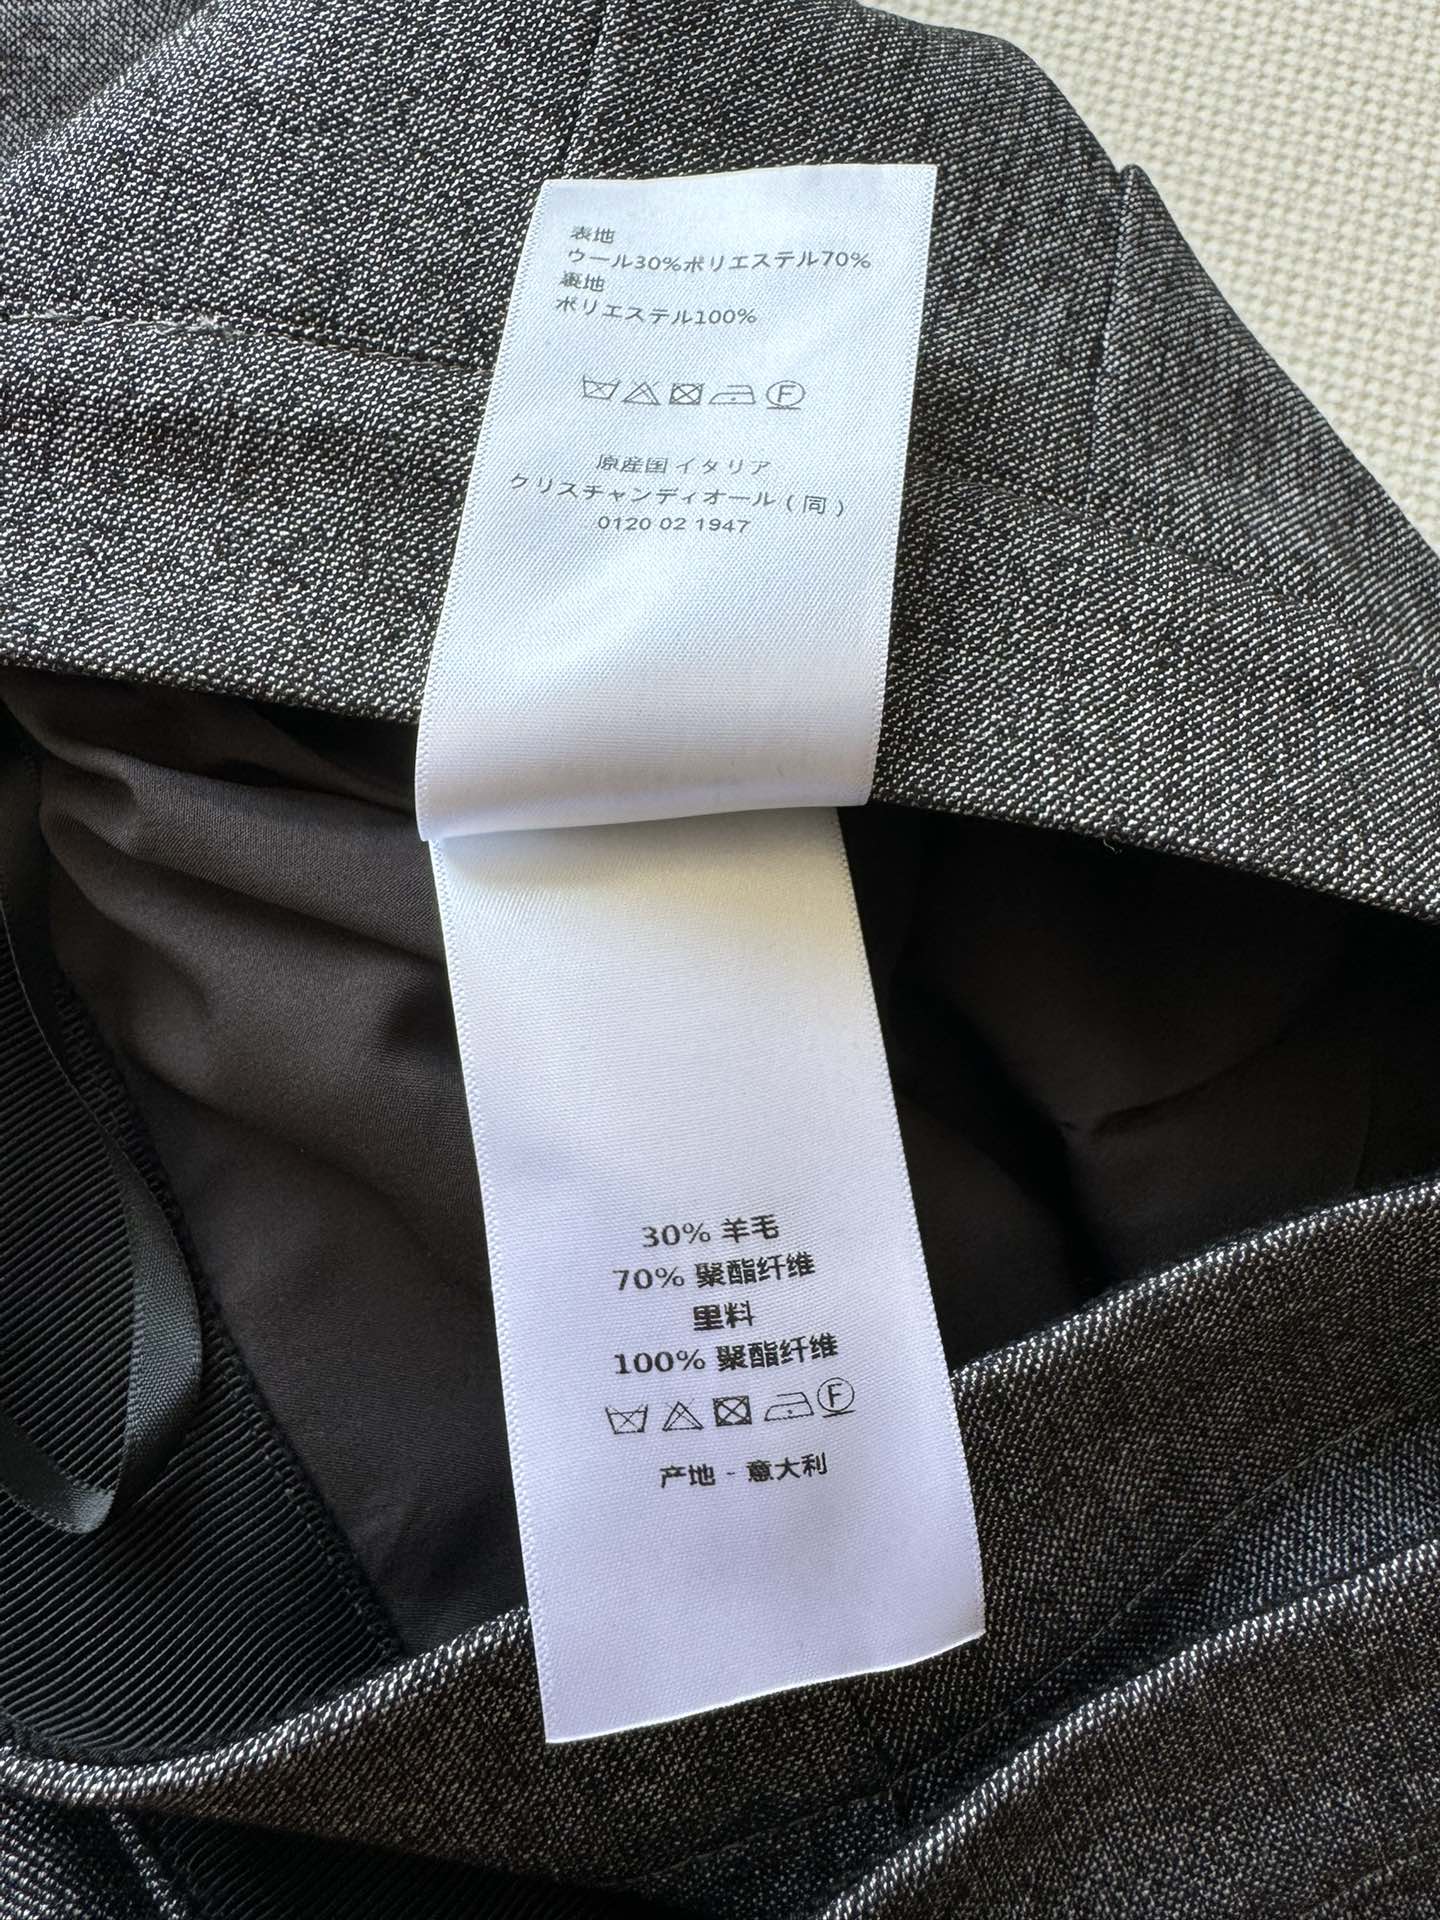 表地
ウール30%ポリエステル70%
裏地
ポリエステル100%
F
原産国 イタリア
クリスチャンディオール ( 同 )
0120 02 1947
30% 羊毛
70% 聚酯纤维
里料
100% 聚酯纤维
F
产地 - 意大利